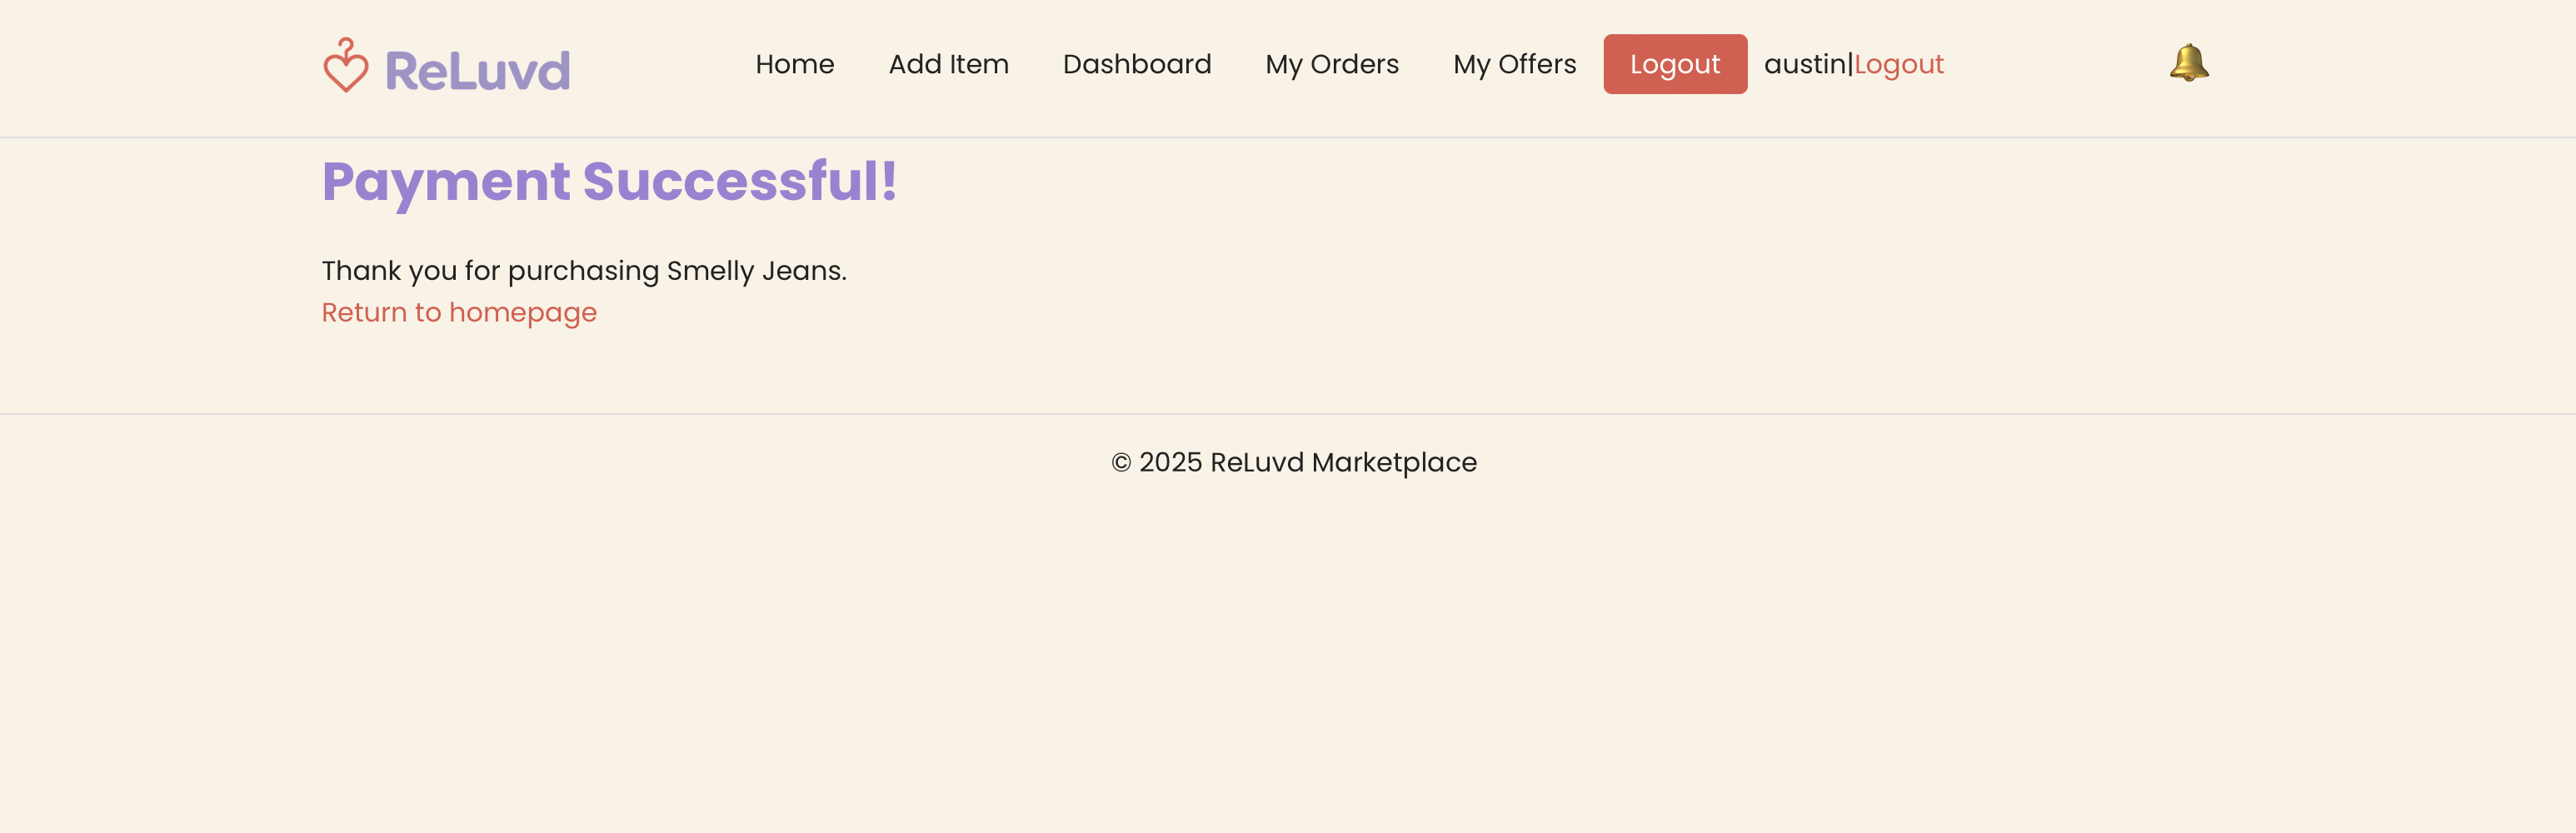 ReLuvd
Home Add Item Dashboard My Orders My Offers Logout austin|Logout
Payment Successful!
Thank you for purchasing Smelly Jeans.
Return to homepage
© 2025 ReLuvd Marketplace